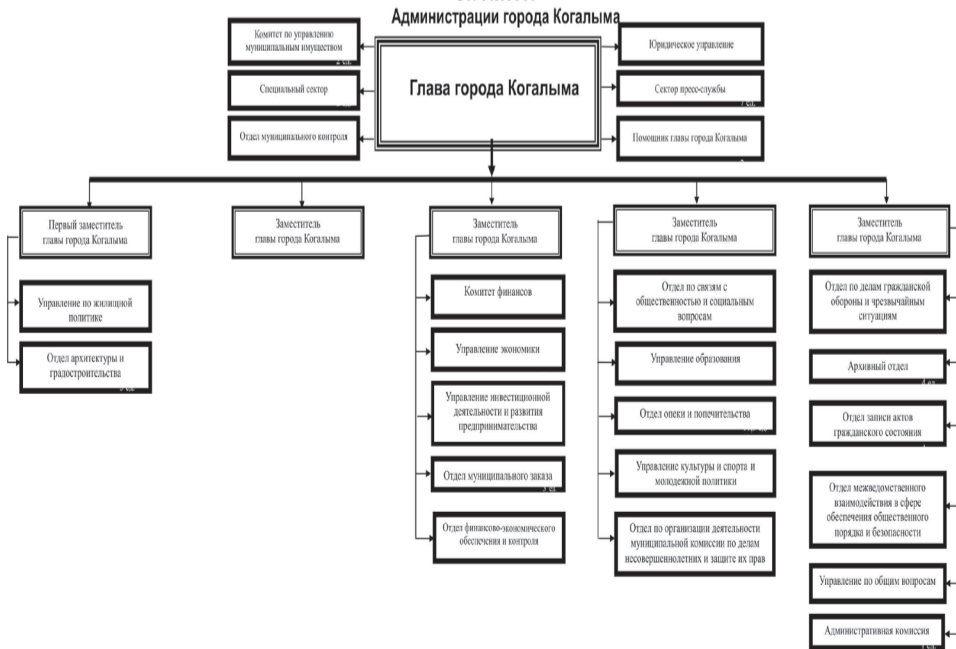 Администрации города Когалыма
Комитет по управлению
муниципальным имуществом
Специальный сектор
Отдел муниципального контроля
Глава города Когалыма
Юридическое управление
Сектор пресс-службы
Помощник главы города Когалыма
Первый заместитель
главы города Когалыма
Управление по жилищной
политике
Отдел архитектуры и
градостроительства
Заместитель
главы города Когалыма
Заместитель
главы города Когалыма
Комитет финансов
Управление экономики
Управление инвестиционной
деятельности и развития
предпринимательства
Отдел муниципального заказа
Отдел финансово-экономического
обеспечения и контроля
Заместитель
главы города Когалыма
Отдел по связям с
общественностью и социальным
вопросам
Управление образования
Отдел опеки и попечительства
Управление культуры и спорта и
молодежной политики
Отдел по организации деятельности
муниципальной комиссии по делам
несовершеннолетних и защите их прав
Заместитель
главы города Когалыма
Отдел по делам гражданской
обороны и чрезвычайным
ситуациям
Архивный отдел
Отдел записи актов
гражданского состояния
Отдел межведомственного
взаимодействия в сфере
обеспечения общественного
порядка и безопасности
Управление по общим вопросам
Административная комиссия